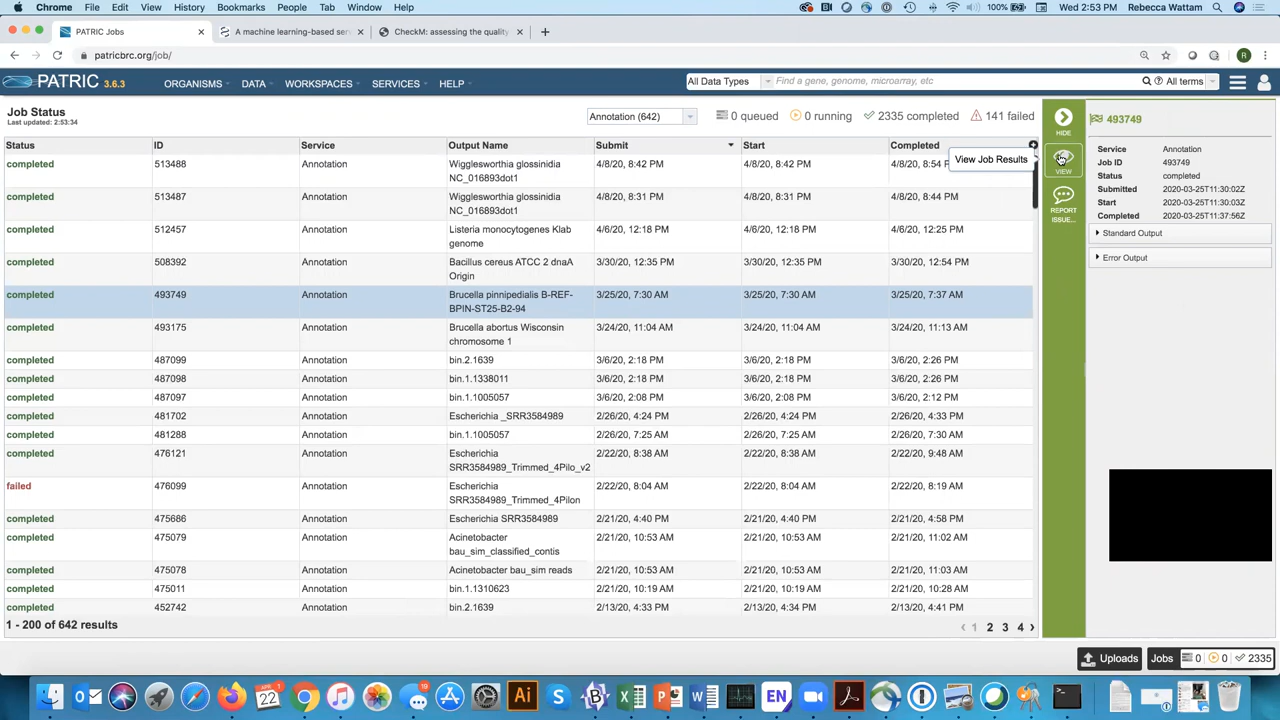 Chrome File Edit View History Bookmarks People Tab Window Help 100% Wed 2:53 PM Rebecca Wattam
PATRIC Jobs A machine learning-based ser CheckM: assessing the quality
patricbrc.org/job/ R
PATRIC 3.6.3 ORGANISMS DATA WORKSPACES SERVICES HELP All Data Types Find a gene, genome, microarray, etc All terms
Job Status
Last updated: 2:53:34
Annotation (642) 0 queued 0 running 2335 completed 141 failed
Status ID Service Output Name Submit Start Completed
completed 513488 Annotation Wigglesworthia glossinidia NC_016893dot1 4/8/20, 8:42 PM 4/8/20, 8:42 PM 4/8/20, 8:54 P
completed 513487 Annotation Wigglesworthia glossinidia NC_016893dot1 4/8/20, 8:31 PM 4/8/20, 8:31 PM 4/8/20, 8:44 PM
completed 512457 Annotation Listeria monocytogenes Klab genome 4/6/20, 12:18 PM 4/6/20, 12:18 PM 4/6/20, 12:25 PM
completed 508392 Annotation Bacillus cereus ATCC 2 dnaA Origin 3/30/20, 12:35 PM 3/30/20, 12:35 PM 3/30/20, 12:54 PM
completed 493749 Annotation Brucella pinnipedialis B-REF-BPIN-ST25-B2-94 3/25/20, 7:30 AM 3/25/20, 7:30 AM 3/25/20, 7:37 AM
completed 493175 Annotation Brucella abortus Wisconsin chromosome 1 3/24/20, 11:04 AM 3/24/20, 11:04 AM 3/24/20, 11:13 AM
completed 487099 Annotation bin.2.1639 3/6/20, 2:18 PM 3/6/20, 2:18 PM 3/6/20, 2:26 PM
completed 487098 Annotation bin.1.1338011 3/6/20, 2:18 PM 3/6/20, 2:18 PM 3/6/20, 2:26 PM
completed 487097 Annotation bin.1.1005057 3/6/20, 2:08 PM 3/6/20, 2:08 PM 3/6/20, 2:12 PM
completed 481702 Annotation Escherichia _SRR3584989 2/26/20, 4:24 PM 2/26/20, 4:24 PM 2/26/20, 4:33 PM
completed 481288 Annotation bin.1.1005057 2/26/20, 7:25 AM 2/26/20, 7:25 AM 2/26/20, 7:30 AM
completed 476121 Annotation Escherichia SRR3584989_Trimmed_4Pilo_v2 2/22/20, 8:38 AM 2/22/20, 8:38 AM 2/22/20, 9:48 AM
failed 476099 Annotation Escherichia SRR3584989_Trimmed_4Pilon 2/22/20, 8:04 AM 2/22/20, 8:04 AM 2/22/20, 8:19 AM
completed 475686 Annotation Escherichia SRR3584989 2/21/20, 4:40 PM 2/21/20, 4:40 PM 2/21/20, 4:58 PM
completed 475079 Annotation Acinetobacter bau_sim_classified_contis 2/21/20, 10:53 AM 2/21/20, 10:53 AM 2/21/20, 11:02 AM
completed 475078 Annotation Acinetobacter bau_sim reads 2/21/20, 10:53 AM 2/21/20, 10:53 AM 2/21/20, 11:03 AM
completed 475011 Annotation bin.1.1310623 2/21/20, 10:19 AM 2/21/20, 10:19 AM 2/21/20, 10:28 AM
completed 452742 Annotation bin.2.1639 2/13/20, 4:33 PM 2/13/20, 4:34 PM 2/13/20, 4:41 PM
1 - 200 of 642 results 1 2 3 4
View Job Results
HIDE
VIEW
REPORT
ISSUE...
493749
Service Annotation
Job ID 493749
Status completed
Submitted 2020-03-25T11:30:02Z
Start 2020-03-25T11:30:03Z
Completed 2020-03-25T11:37:56Z
Standard Output
Error Output
Uploads Jobs 0 0 2335
APR 22 19 Ai S EN W